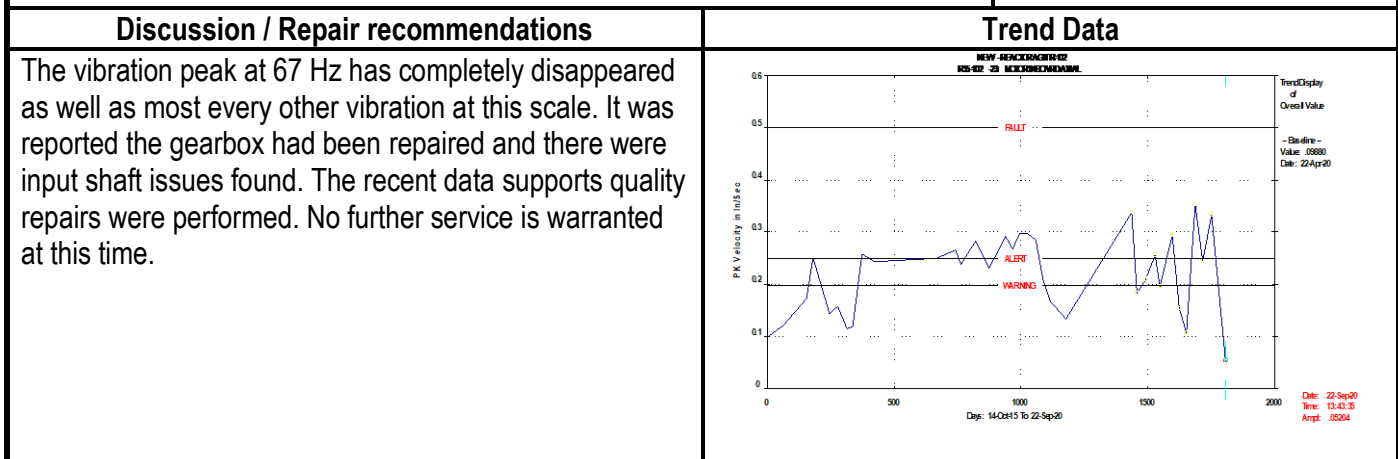 Discussion / Repair recommendations
The vibration peak at 67 Hz has completely disappeared
as well as most every other vibration at this scale. It was
reported the gearbox had been repaired and there were
input shaft issues found. The recent data supports quality
repairs were performed. No further service is warranted
at this time.
Trend Data
Trend Display
of
Overall Value
-- Baseline --
Value: .09880
Date: 22-Apr-20
PK Velocity in In/Sec
0.6
0.5
0.4
0.3
0.2
0.1
0
FAULT
ALERT
WARNING
0
500
1000
1500
2000
Days: 14-Oct-15 To 22-Sep-20
Date: 22-Sep-20
Time: 13:43:35
Ampl: .05204